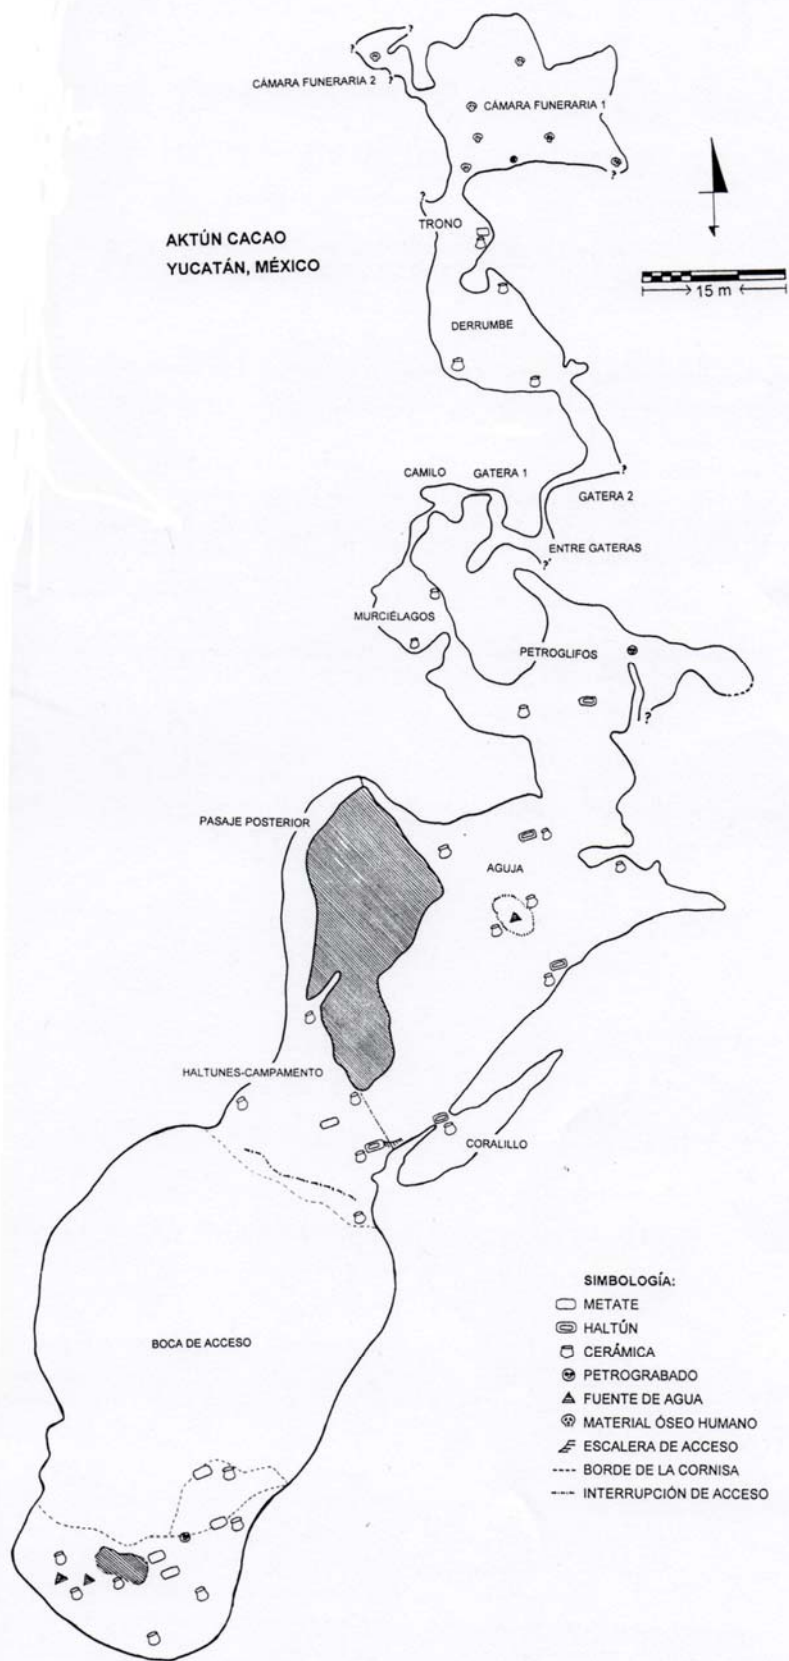 ?
?
CÁMARA FUNERARIA 2
?
CÁMARA FUNERARIA 1
?
?
TRONO
AKTÚN CACAO
YUCATÁN, MÉXICO
15 m
DERRUMBE
CAMILO
GATERA 1
?
GATERA 2
ENTRE GATERAS
?
MURCIÉLAGOS
PETROGLIFOS
?
PASAJE POSTERIOR
AGUJA
HALTUNES-CAMPAMENTO
CORALILLO
BOCA DE ACCESO
SIMBOLOGÍA:
METATE
HALTÚN
CERÁMICA
PETROGRABADO
FUENTE DE AGUA
MATERIAL ÓSEO HUMANO
ESCALERA DE ACCESO
BORDE DE LA CORNISA
INTERRUPCIÓN DE ACCESO